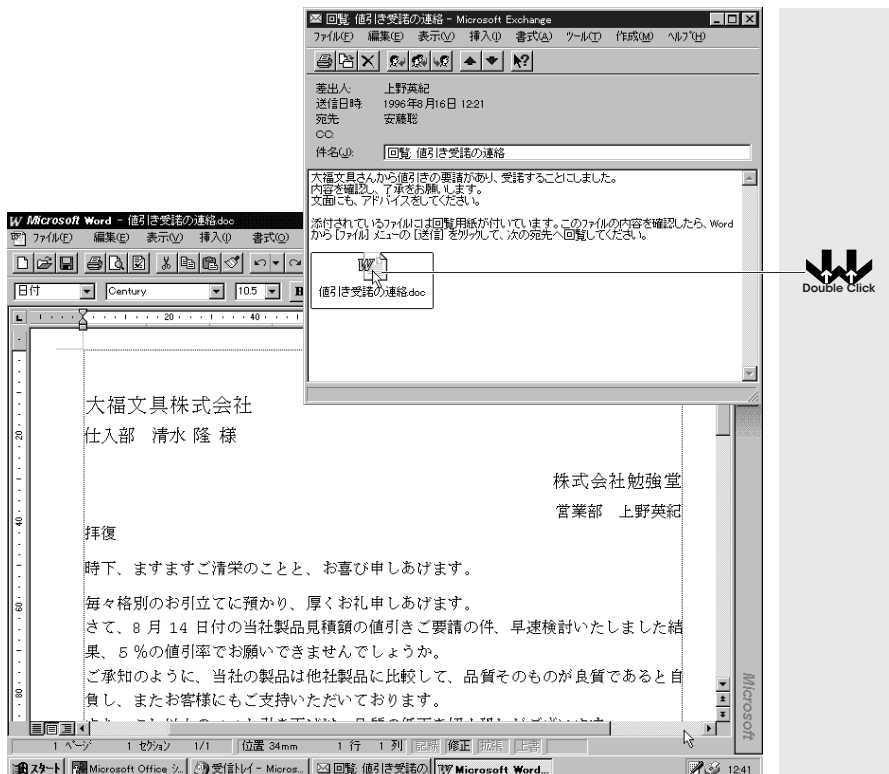 回覧: 値引き受諾の連絡 - Microsoft Exchange
ファイル(F) 編集(E) 表示(V) 挿入(I) 書式(A) ツール(T) 作成(M) ヘルプ(H)
差出人: 上野英紀
送信日時: 1996年8月16日 12:21
宛先: 安藤聡
CC:
件名(J): 回覧: 値引き受諾の連絡
大福文具さんから値引きの要請があり、受諾することにしました。
内容を確認し、了承をお願いします。
文面にも、アドバイスをしてください。
添付されているファイルには回覧用紙が付いています。このファイルの内容を確認したら、Word
から [ファイル] メニューの [送信] をクリックして、次の宛先へ回覧してください。
値引き受諾の連絡.doc
Double Click
Microsoft Word - 値引き受諾の連絡.doc
ファイル(F) 編集(E) 表示(V) 挿入(I) 書式(O)
日付 Century 10.5 B
20 40
大福文具株式会社
仕入部 清水 隆 様
株式会社勉強堂
営業部 上野英紀
拝復
時下、ますますご清栄のことと、お喜び申しあげます。
毎々格別のお引立てに預かり、厚くお礼申しあげます。
さて、8 月 14 日付の当社製品見積額の値引きご要請の件、早速検討いたしました結
果、5 %の値引率でお願いできませんでしょうか。
ご承知のように、当社の製品は他社製品に比較して、品質そのものが良質であると自
負し、またお客様にもご支持いただいております。
Microsoft
1 ページ 1 セクション 1/1 位置 34mm 1 行 1 列 記録 修正 拡張 上書
スタート Microsoft Office シ... 受信トレイ - Micros... 回覧: 値引き受諾の Microsoft Word... 12:41